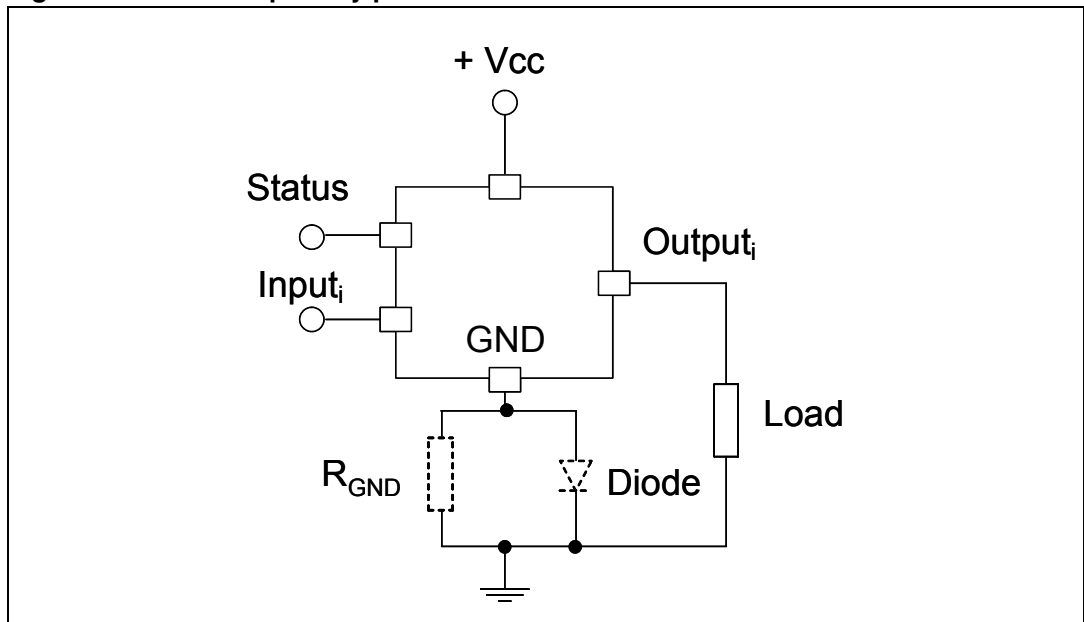 + Vcc
Status
Outputᵢ
Inputᵢ
GND
Load
R_GND
Diode